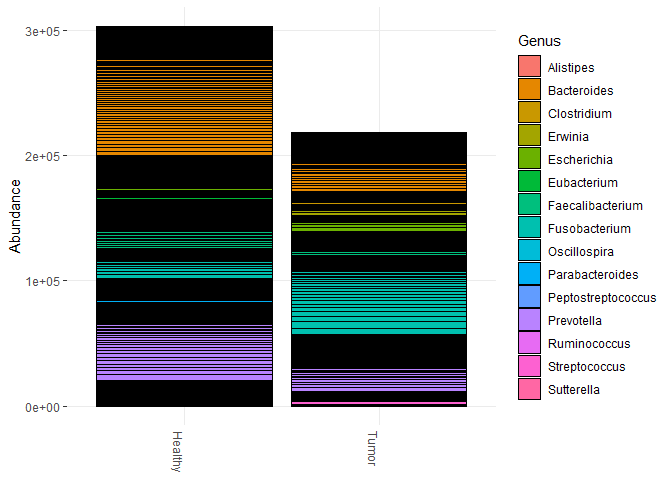 3e+05
2e+05
1e+05
0e+00
Abundance
Healthy
Tumor
Genus
Alistipes
Bacteroides
Clostridium
Erwinia
Escherichia
Eubacterium
Faecalibacterium
Fusobacterium
Oscillospira
Parabacteroides
Peptostreptococcus
Prevotella
Ruminococcus
Streptococcus
Sutterella